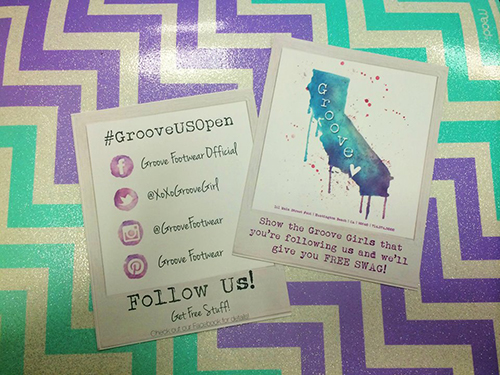 #GrooveUSOpen
Groove Footwear Official
@XoXoGrooveGirl
@GrooveFootwear
Groove Footwear
Follow Us!
Get Free Stuff!
Check out our Facebook for details!
Groove
Show the Groove Girls that
you're following us and we'll
give you FREE SWAG!